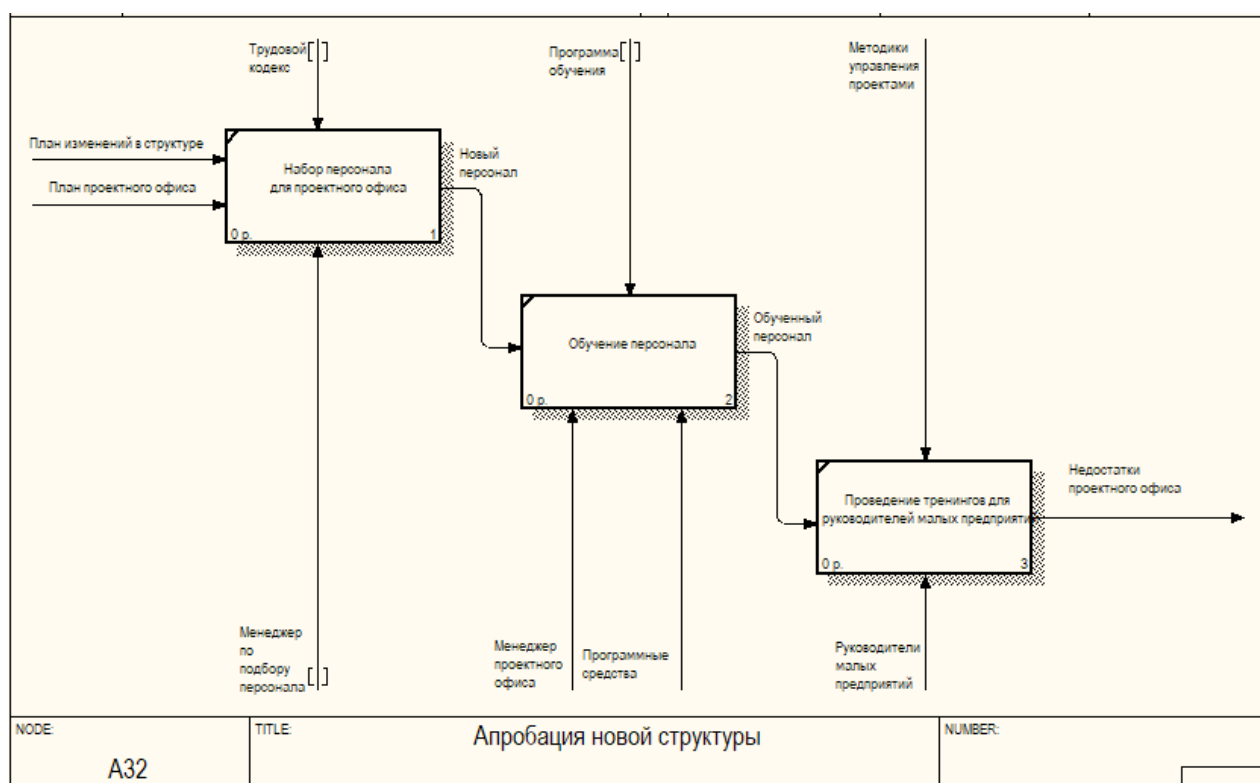 Трудовой
кодекс
Программа
обучения
Методики
управления
проектами
План изменений в структуре
План проектного офиса
Набор персонала
для проектного офиса
0 р.
1
Новый
персонал
Обучение персонала
0 р.
2
Обученный
персонал
Проведение тренингов для
руководителей малых предприятий
0 р.
3
Недостатки
проектного офиса
Менеджер
по
подбору
персонала
Менеджер
проектного
офиса
Программные
средства
Руководители
малых
предприятий
NODE:
A32
TITLE:
Апробация новой структуры
NUMBER: